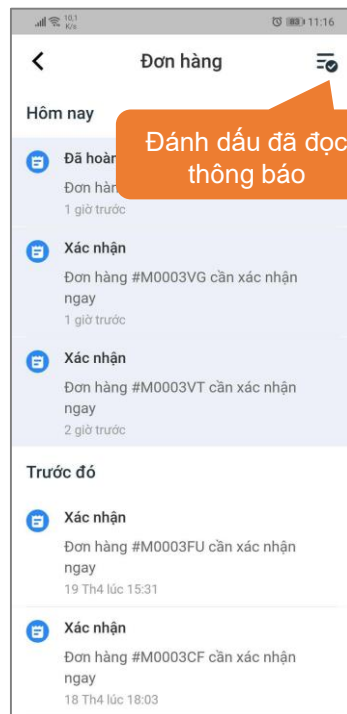 10,1
K/s
11:16
Đơn hàng
Hôm nay
Đánh dấu đã đọc
thông báo
Đã hoàn
Đơn hàn
1 giờ trước
Xác nhận
Đơn hàng #M0003VG cần xác nhận
ngay
1 giờ trước
Xác nhận
Đơn hàng #M0003VT cần xác nhận
ngay
2 giờ trước
Trước đó
Xác nhận
Đơn hàng #M0003FU cần xác nhận
ngay
19 Th4 lúc 15:31
Xác nhận
Đơn hàng #M0003CF cần xác nhận
ngay
18 Th4 lúc 18:03